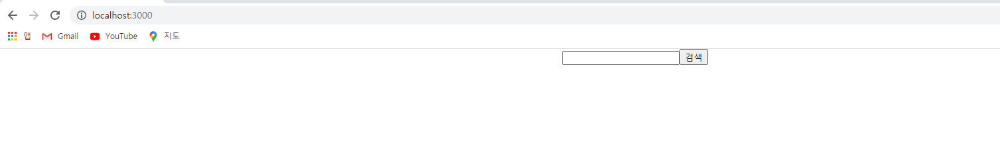 localhost:3000
앱 Gmail YouTube 지도
검색